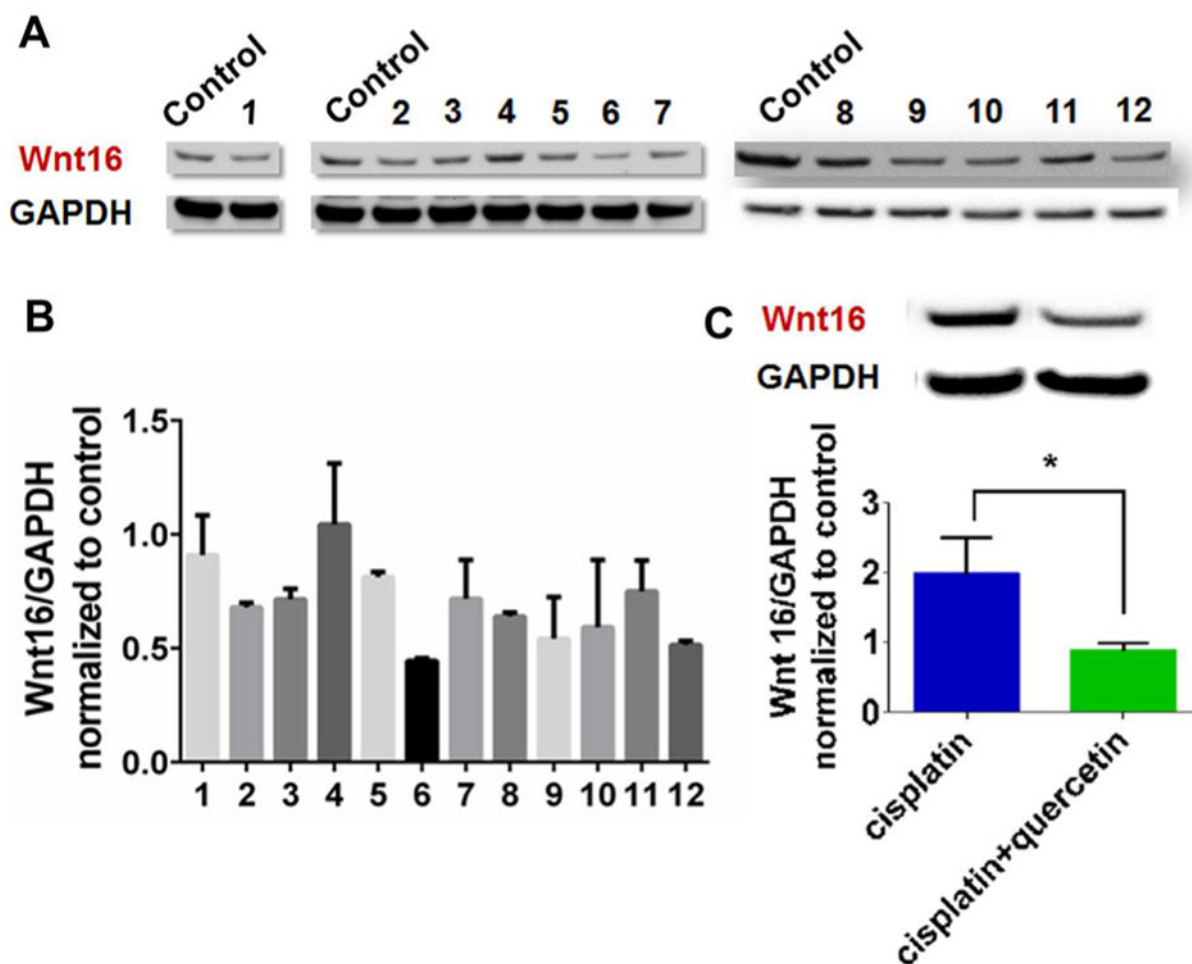 A
Control 1 Control 2 3 4 5 6 7 Control 8 9 10 11 12
Wnt16
GAPDH
B
Wnt16/GAPDH
normalized to control
1.5
1.0
0.5
0.0
1 2 3 4 5 6 7 8 9 10 11 12
C
Wnt16
GAPDH
Wnt 16/GAPDH
normalized to control
3
2
1
0
*
cisplatin
cisplatin+quercetin